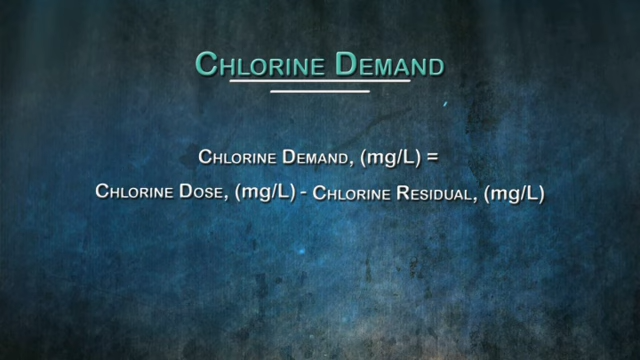 Chlorine Demand
Chlorine Demand, (mg/L) =
Chlorine Dose, (mg/L) - Chlorine Residual, (mg/L)